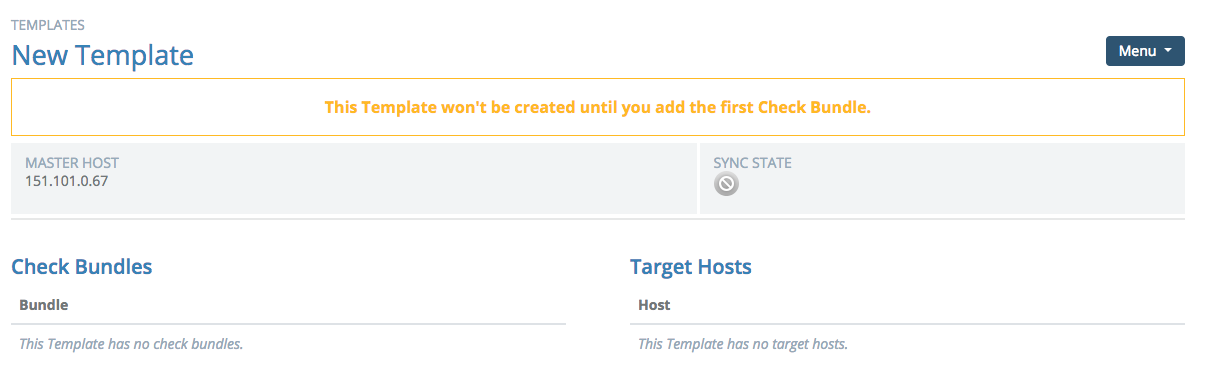 TEMPLATES
New Template
Menu
This Template won't be created until you add the first Check Bundle.
MASTER HOST
151.101.0.67
SYNC STATE
Check Bundles
Bundle
This Template has no check bundles.
Target Hosts
Host
This Template has no target hosts.